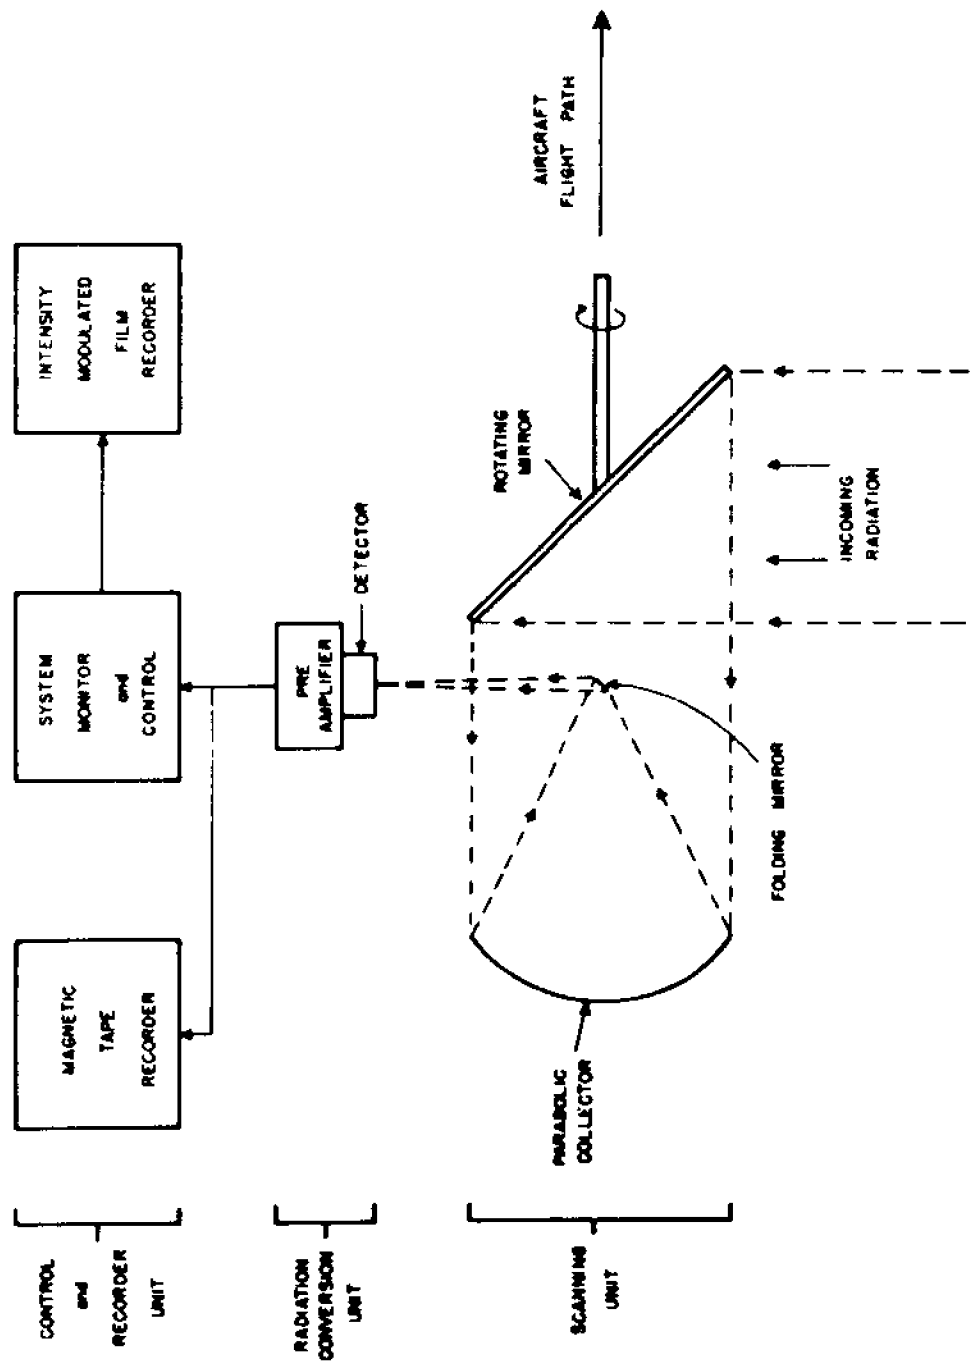 CONTROL
and
RECORDER
UNIT
MAGNETIC
TAPE
RECORDER
SYSTEM
MONITOR
and
CONTROL
INTENSITY
MODULATED
FILM
RECORDER
RADIATION
CONVERSION
UNIT
PRE
AMPLIFIER
DETECTOR
SCANNING
UNIT
PARABOLIC
COLLECTOR
FOLDING MIRROR
ROTATING
MIRROR
INCOMING
RADIATION
AIRCRAFT
FLIGHT PATH